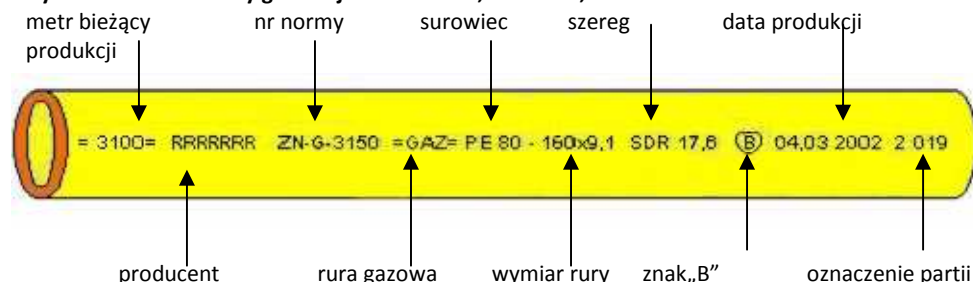 metr bieżący produkcji nr normy surowiec szereg data produkcji
= 3100= RRRRRRR ZN-G-3150 =GAZ= PE 80 - 160x9,1 SDR 17,6 (B) 04,03 2002 2 019
producent rura gazowa wymiar rury znak„B” oznaczenie partii